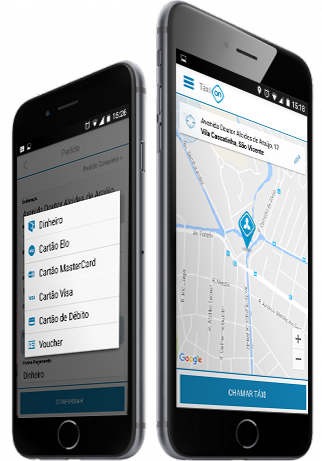 15:26
Pedido
Pedido Completo
Endereço
Avenida Doutor Alcides de Araújo,
Dinheiro
Cartão Elo
Cartão MasterCard
Cartão Visa
VISA
Cartão de Débito
Voucher
Forma Pagamento
Dinheiro
CONFIRMAR
15:18
Táxi on
Avenida Doutor Alcides de Araújo, 17
Vila Cascatinha, São Vicente
Google
+
−
CHAMAR TÁXI